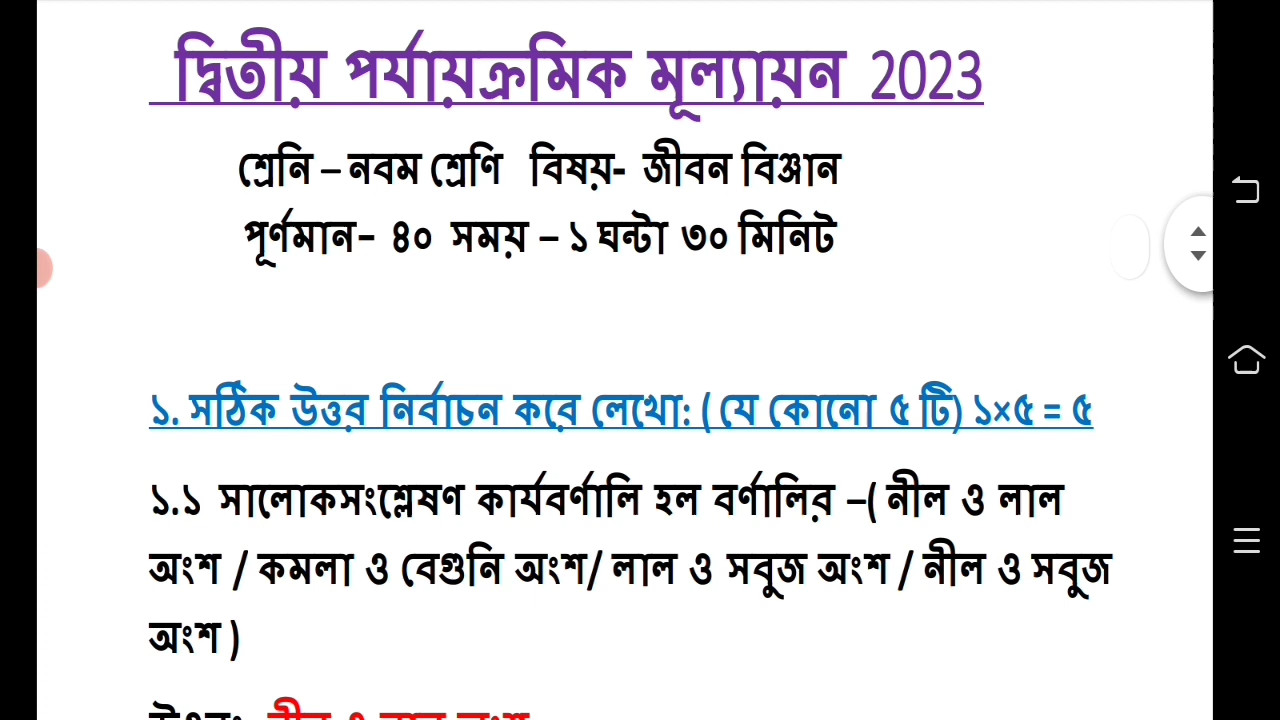 দ্বিতীয় পর্যায়ক্রমিক মূল্যায়ন 2023
শ্রেনি – নবম শ্রেণি বিষয়- জীবন বিজ্ঞান
পূর্ণমান- ৪০ সময় – ১ ঘন্টা ৩০ মিনিট
১. সঠিক উত্তর নির্বাচন করে লেখো: ( যে কোনো ৫ টি) ১×৫ = ৫
১.১ সালোকসংশ্লেষণ কার্যবর্ণালি হল বর্ণালির –( নীল ও লাল
অংশ / কমলা ও বেগুনি অংশ/ লাল ও সবুজ অংশ / নীল ও সবুজ
অংশ )